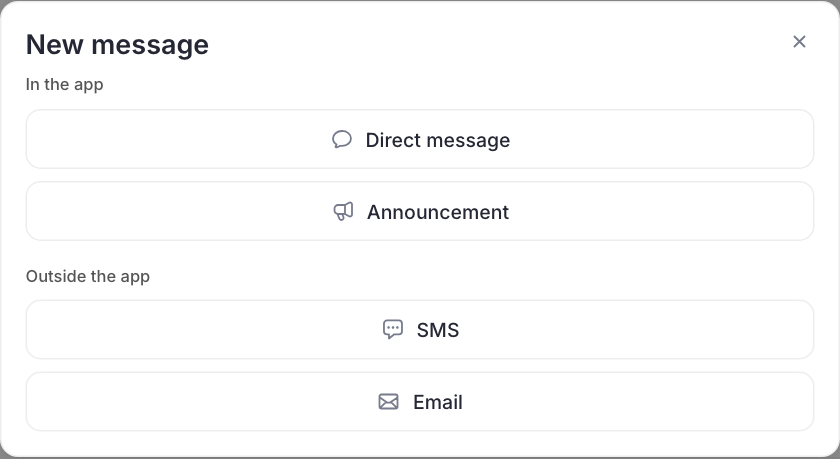 New message
In the app
Direct message
Announcement
Outside the app
SMS
Email